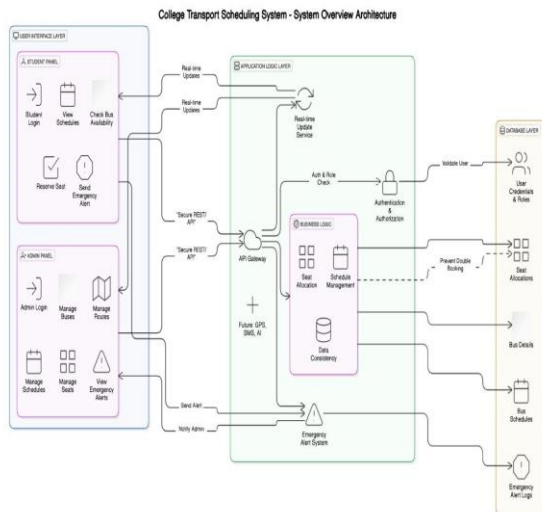 College Transport Scheduling System - System Overview Architecture
USER INTERFACE LAYER
STUDENT PANEL
Student
Login
View
Schedules
Check Bus
Availability
Reserve Seat
Send
Emergency
Alert
ADMIN PANEL
Admin Login
Manage
Buses
Manage
Routes
Manage
Schedules
Manage
Seats
View
Emergency
Alerts
Real-time
Updates
Real-time
Updates
"Secure REST/
API"
"Secure REST/
API"
Send Alert
Notify Admin
APPLICATION LOGIC LAYER
Real-time
Update
Service
Auth & Role
Check
Authentication
&
Authorization
API Gateway
Future: GPS,
SMS, AI
BUSINESS LOGIC
Seat
Allocation
Schedule
Management
Data
Consistency
Emergency
Alert System
Validate User
Prevent Double
Booking
DATABASE LAYER
User
Credentials
& Roles
Seat
Allocations
Bus Details
Bus
Schedules
Emergency
Alert Logs